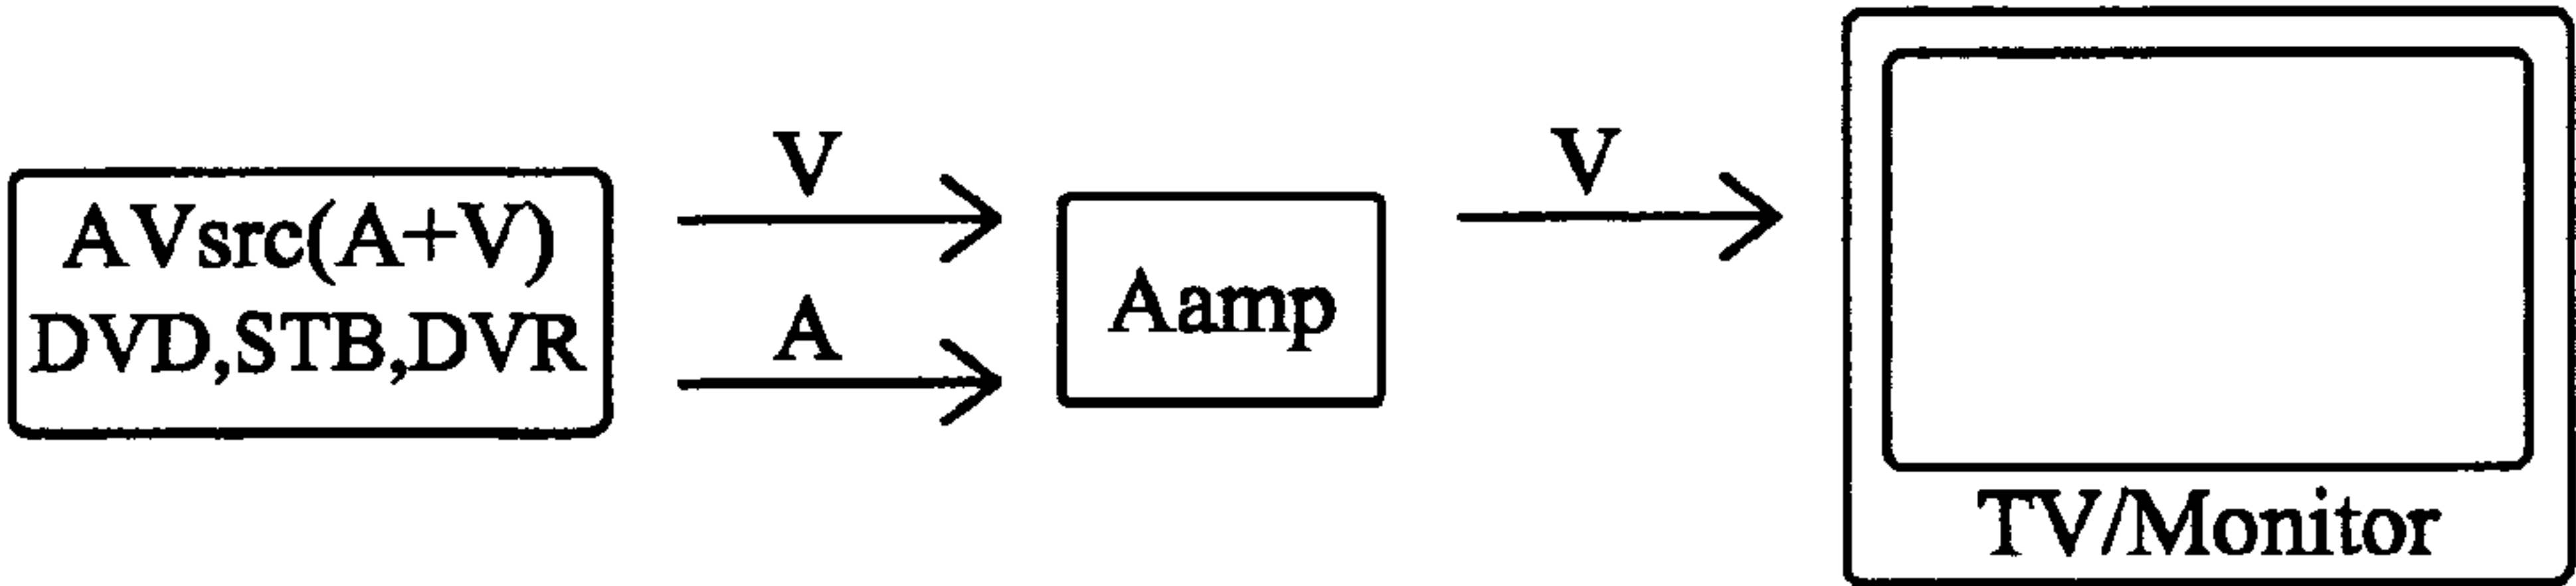 AVsrc(A+V)
DVD,STB,DVR
V
A
Aamp
V
TV/Monitor